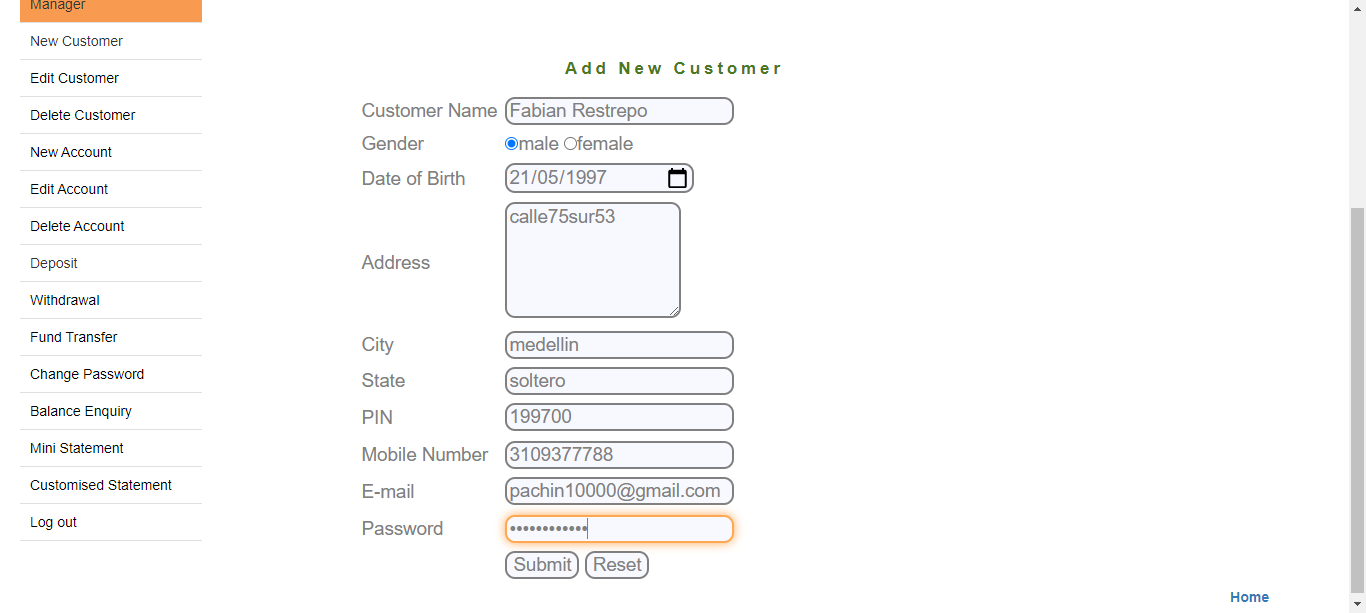 Manager
New Customer
Edit Customer
Delete Customer
New Account
Edit Account
Delete Account
Deposit
Withdrawal
Fund Transfer
Change Password
Balance Enquiry
Mini Statement
Customised Statement
Log out
Add New Customer
Customer Name Fabian Restrepo
Gender male female
Date of Birth 21/05/1997
Address calle75sur53
City medellin
State soltero
PIN 199700
Mobile Number 3109377788
E-mail pachin10000@gmail.com
Password ••••••••••••
Submit Reset
Home